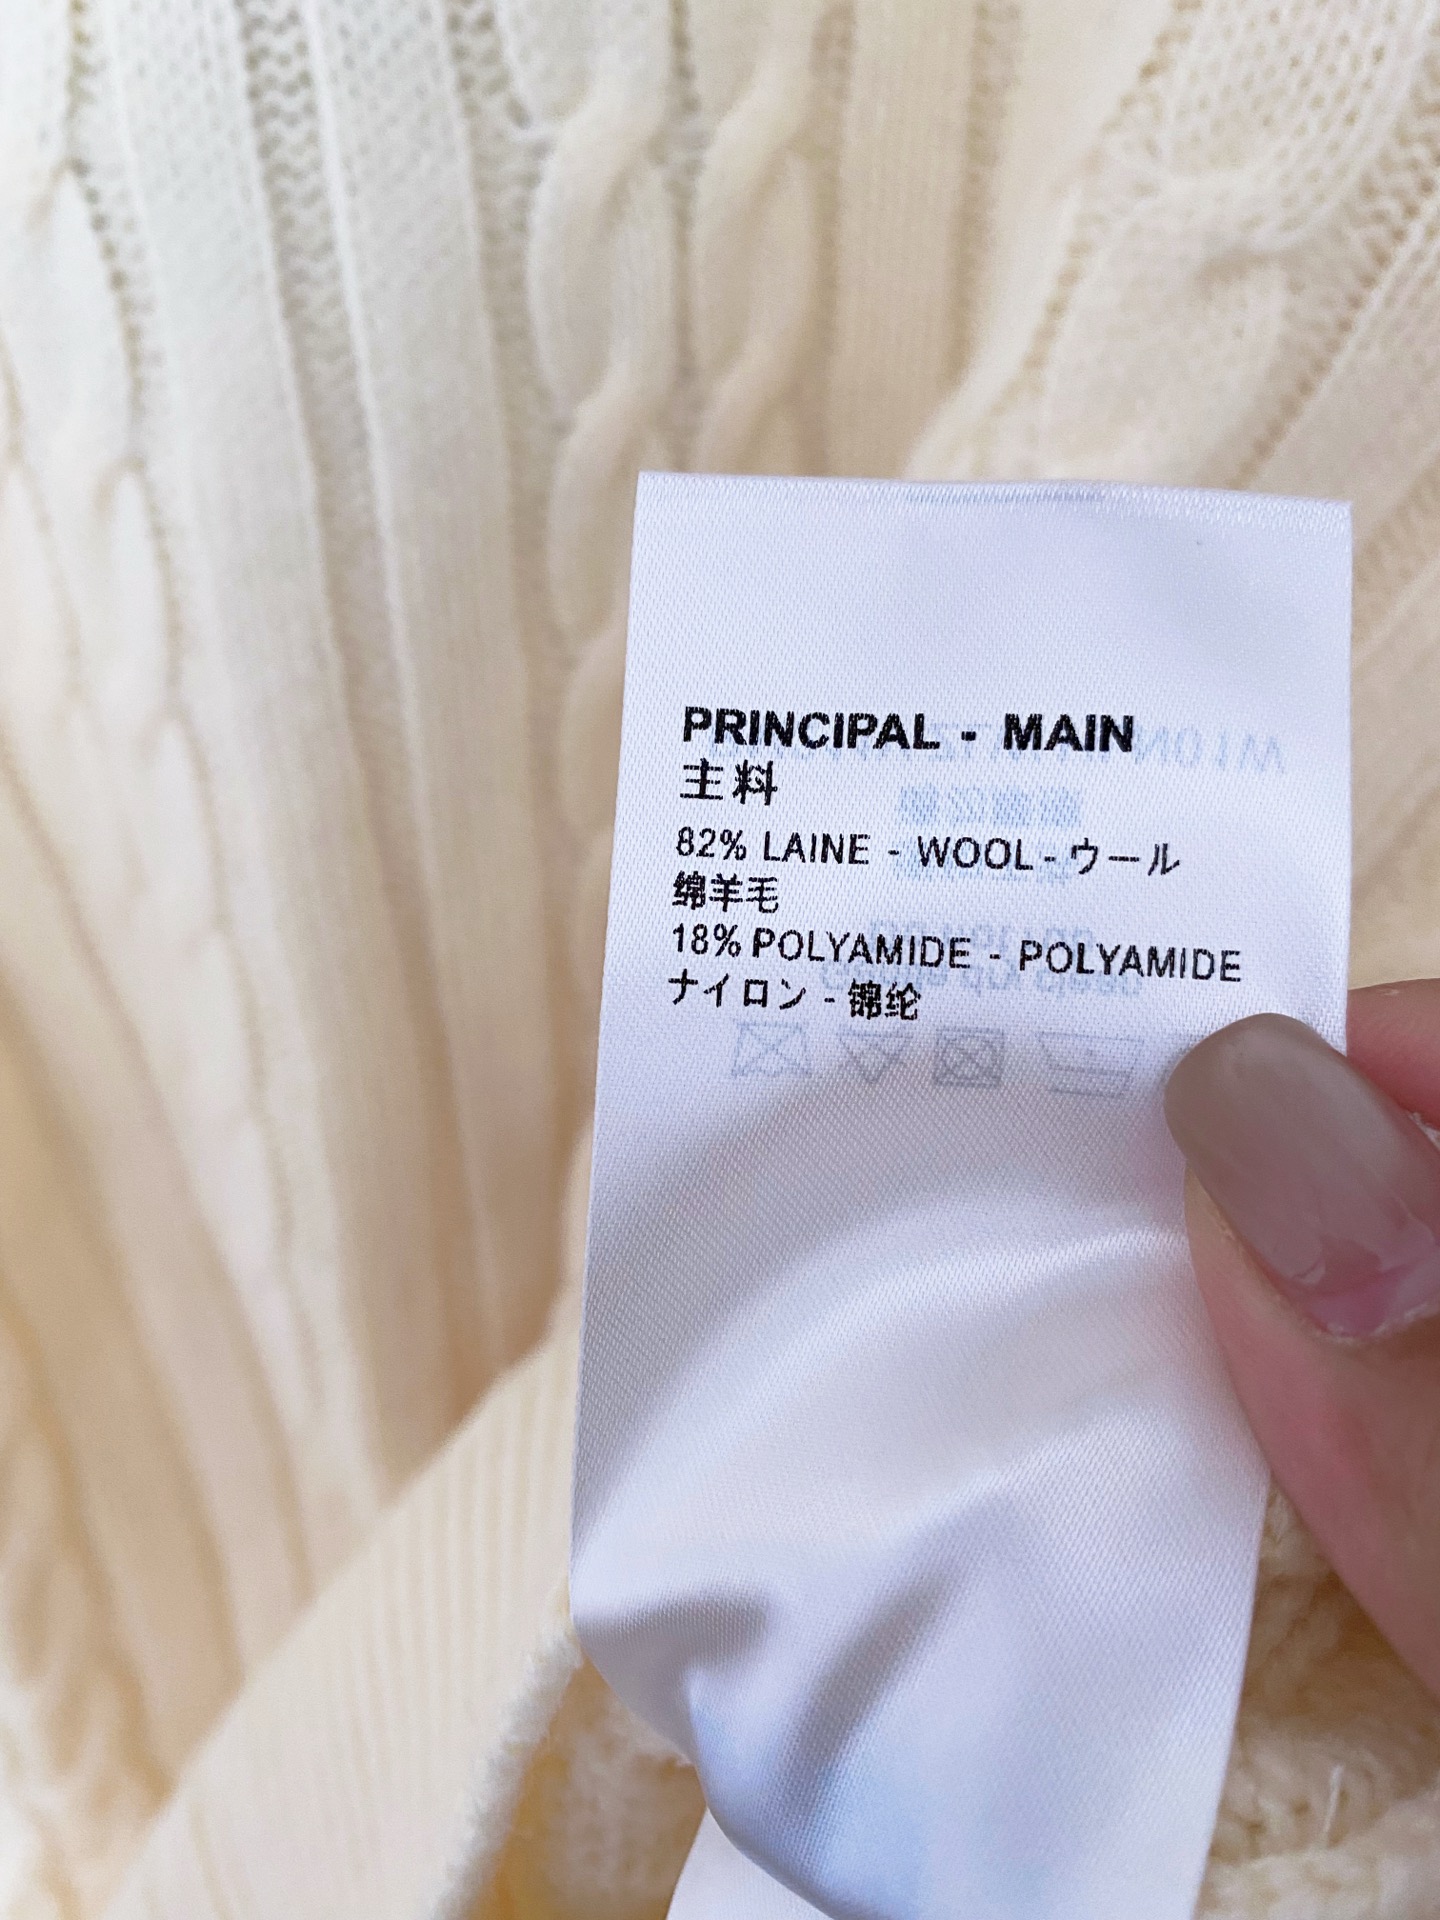 PRINCIPAL - MAIN
主料
82% LAINE - WOOL - ウール
绵羊毛
18% POLYAMIDE - POLYAMIDE
ナイロン - 锦纶